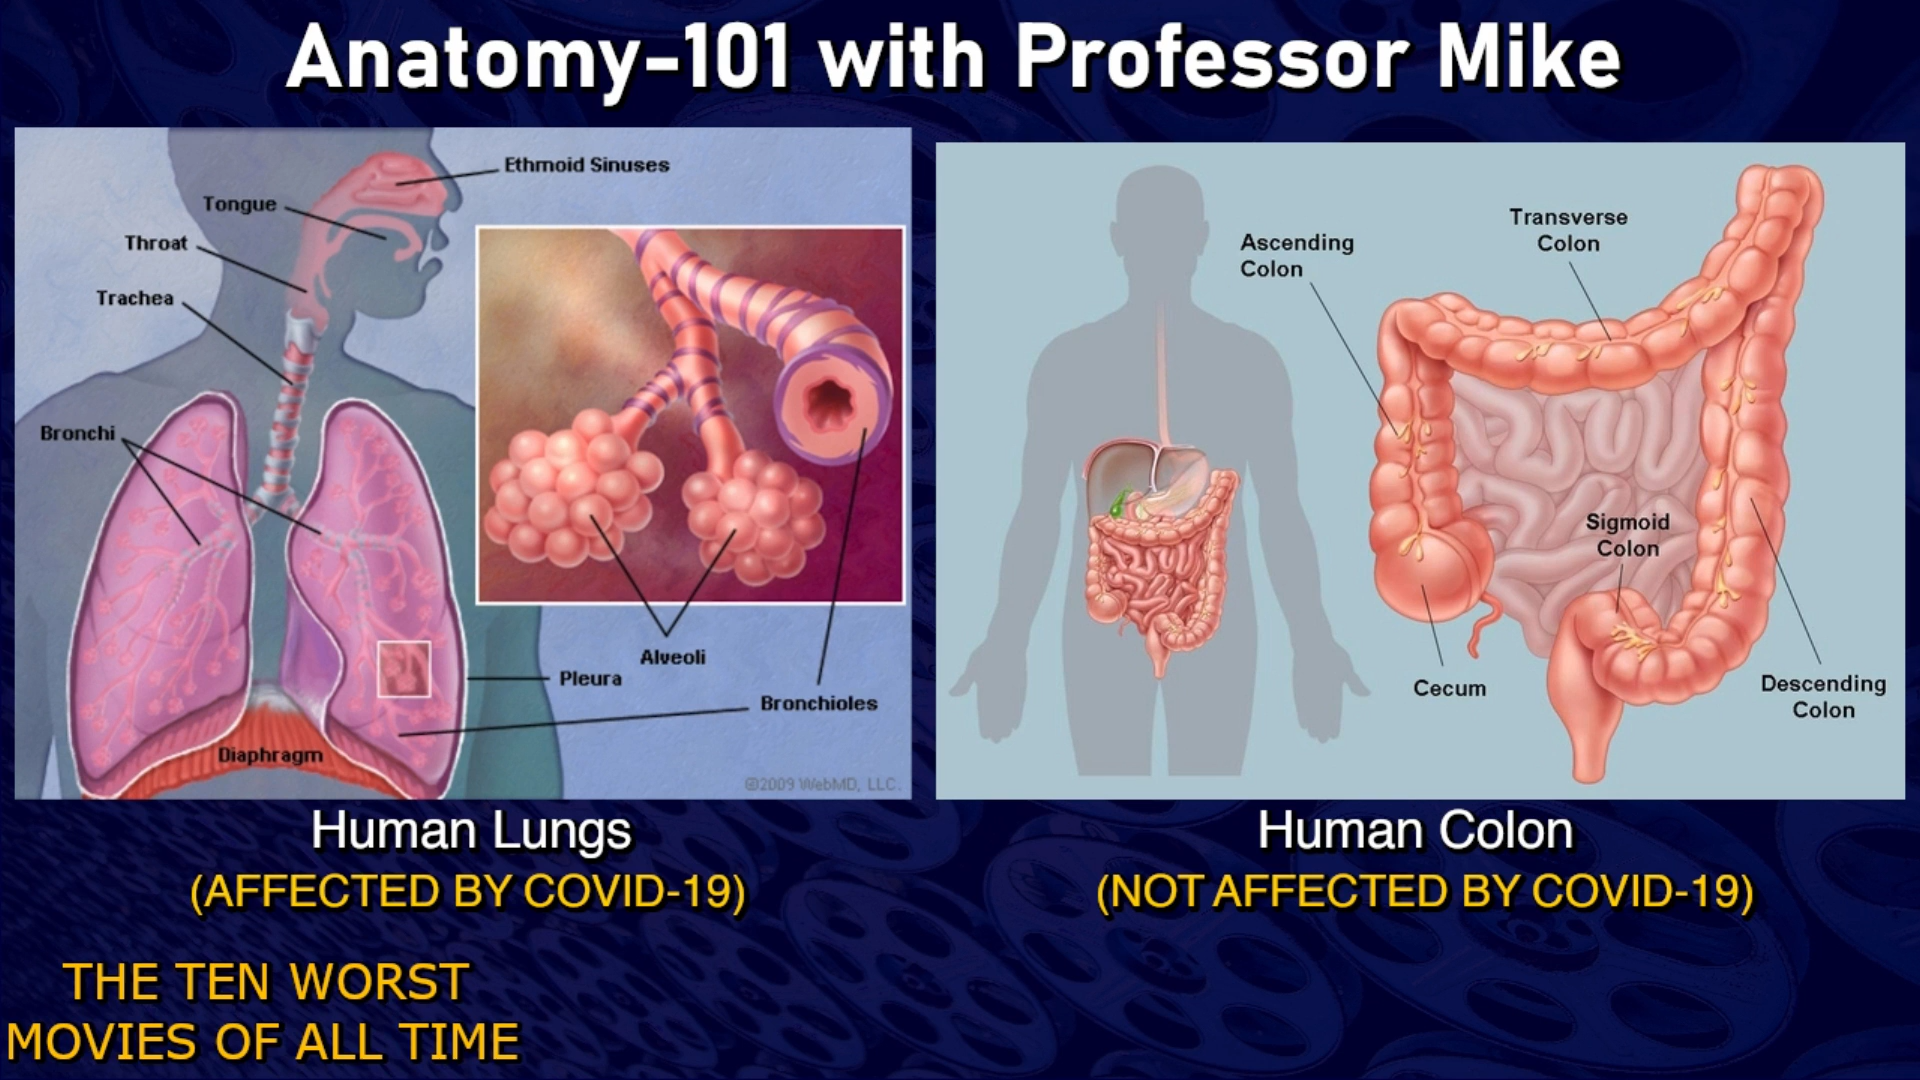 Anatomy-101 with Professor Mike
Ethmoid Sinuses
Tongue
Throat
Trachea
Bronchi
Alveoli
Pleura
Bronchioles
Diaphragm
©2009 WebMD, LLC.
Human Lungs
(AFFECTED BY COVID-19)
Ascending
Colon
Transverse
Colon
Sigmoid
Colon
Cecum
Descending
Colon
Human Colon
(NOT AFFECTED BY COVID-19)
THE TEN WORST
MOVIES OF ALL TIME